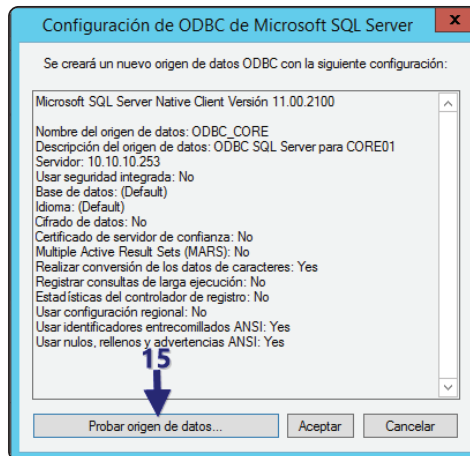 Configuración de ODBC de Microsoft SQL Server
x
Se creará un nuevo origen de datos ODBC con la siguiente configuración:
Microsoft SQL Server Native Client Versión 11.00.2100
Nombre del origen de datos: ODBC_CORE
Descripción del origen de datos: ODBC SQL Server para CORE01
Servidor: 10.10.10.253
Usar seguridad integrada: No
Base de datos: (Default)
Idioma: (Default)
Cifrado de datos: No
Certificado de servidor de confianza: No
Multiple Active Result Sets (MARS): No
Realizar conversión de los datos de caracteres: Yes
Registrar consultas de larga ejecución: No
Estadísticas del controlador de registro: No
Usar configuración regional: No
Usar identificadores entrecomillados ANSI: Yes
Usar nulos, rellenos y advertencias ANSI: Yes
15
Probar origen de datos... Aceptar Cancelar